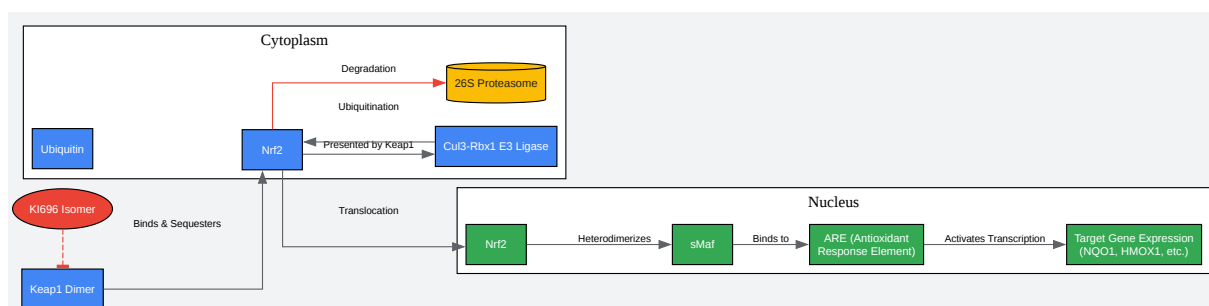 Cytoplasm
Degradation
26S Proteasome
Ubiquitination
Ubiquitin
Nrf2
Presented by Keap1
Cul3-Rbx1 E3 Ligase
KI696 Isomer
Binds & Sequesters
Translocation
Keap1 Dimer
Nucleus
Nrf2
Heterodimerizes
sMaf
Binds to
ARE (Antioxidant
Response Element)
Activates Transcription
Target Gene Expression
(NQO1, HMOX1, etc.)